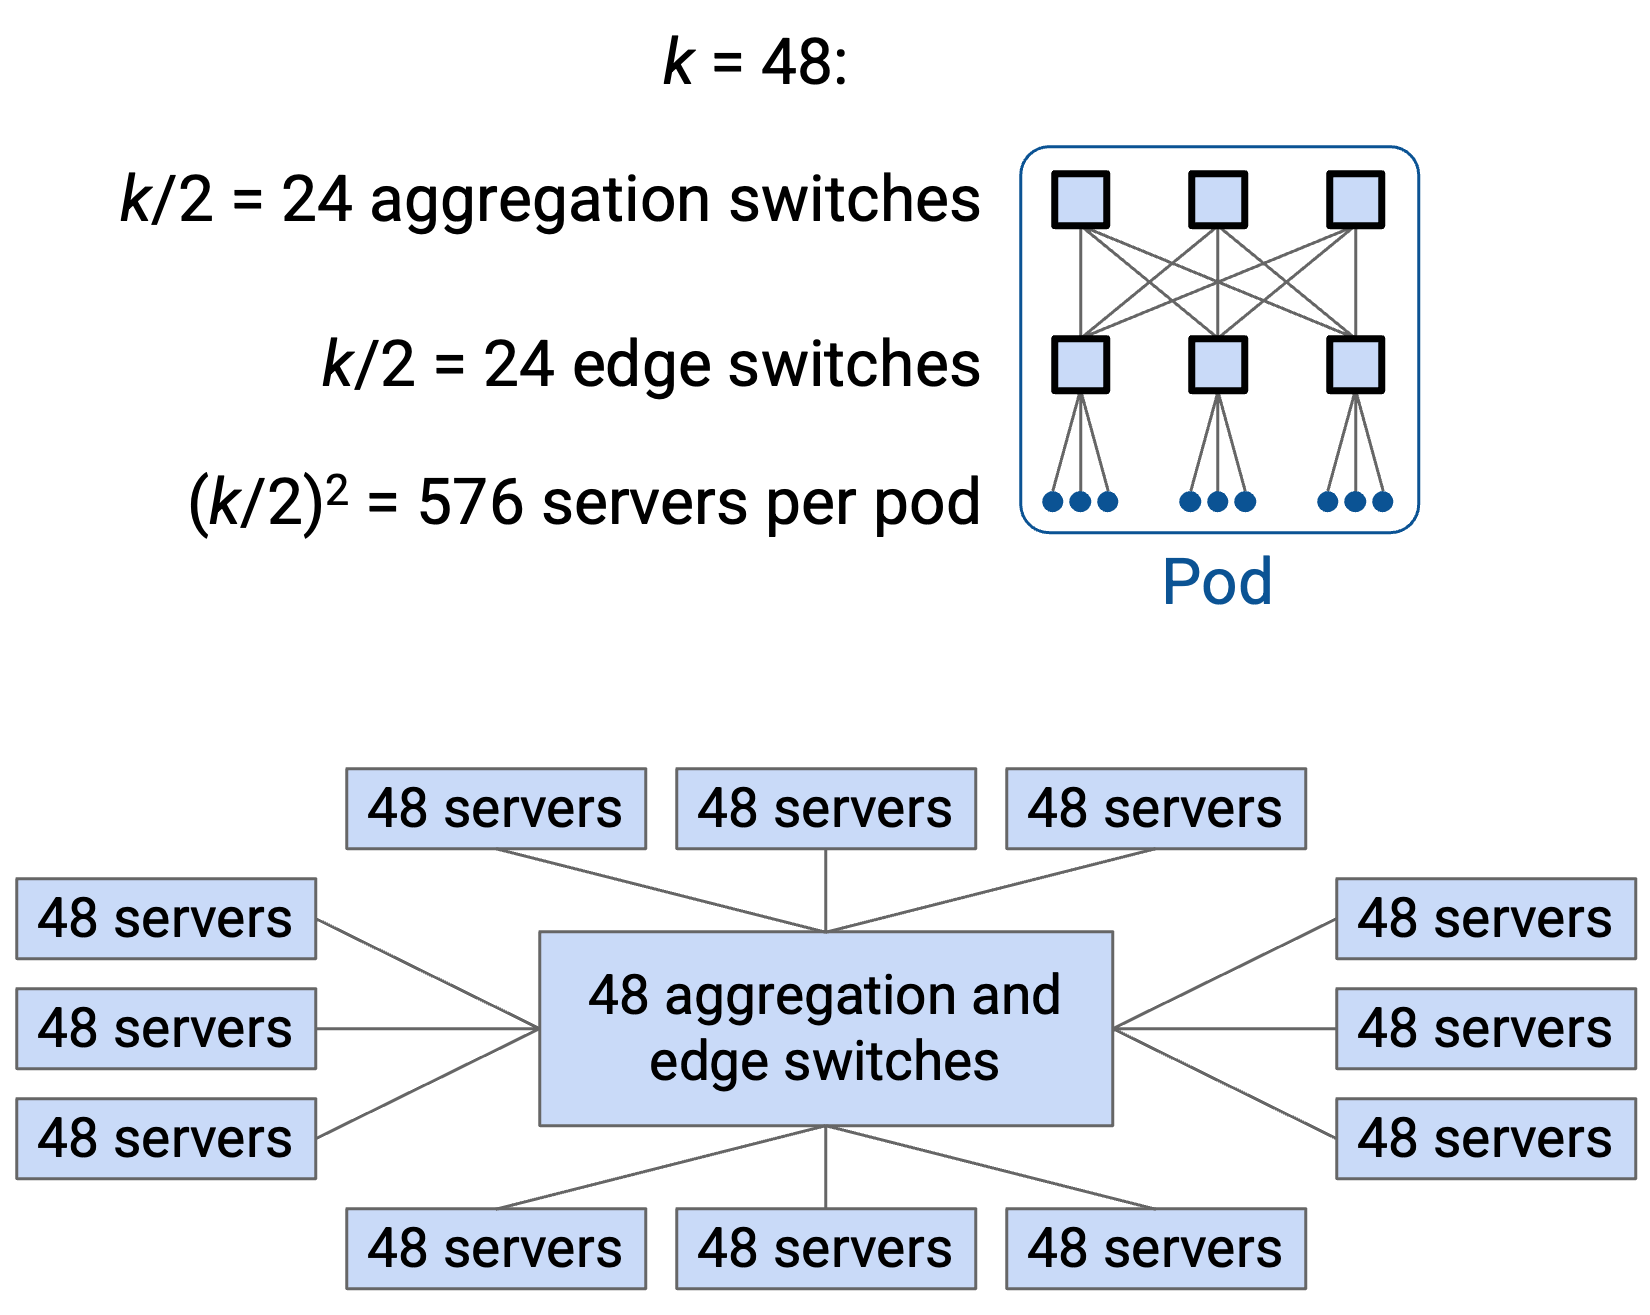 k = 48:
k/2 = 24 aggregation switches
k/2 = 24 edge switches
(k/2)² = 576 servers per pod
Pod
48 servers
48 servers
48 servers
48 servers
48 servers
48 servers
48 servers
48 servers
48 servers
48 aggregation and
edge switches
48 servers
48 servers
48 servers